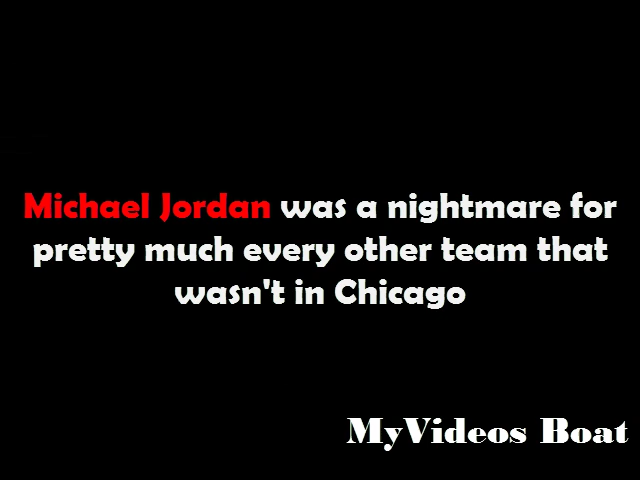 Michael Jordan was a nightmare for
pretty much every other team that
wasn't in Chicago
MyVideos Boat